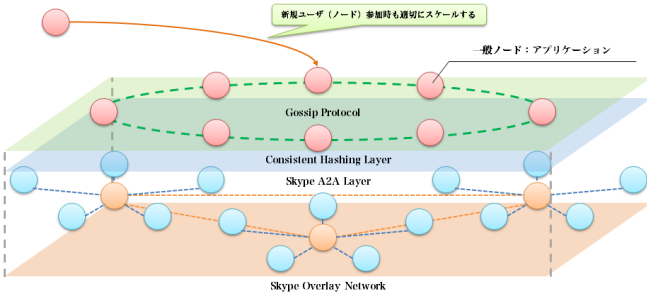 新規ユーザ（ノード）参加時も適切にスケールする
一般ノード：アプリケーション
Gossip Protocol
Consistent Hashing Layer
Skype A2A Layer
Skype Overlay Network